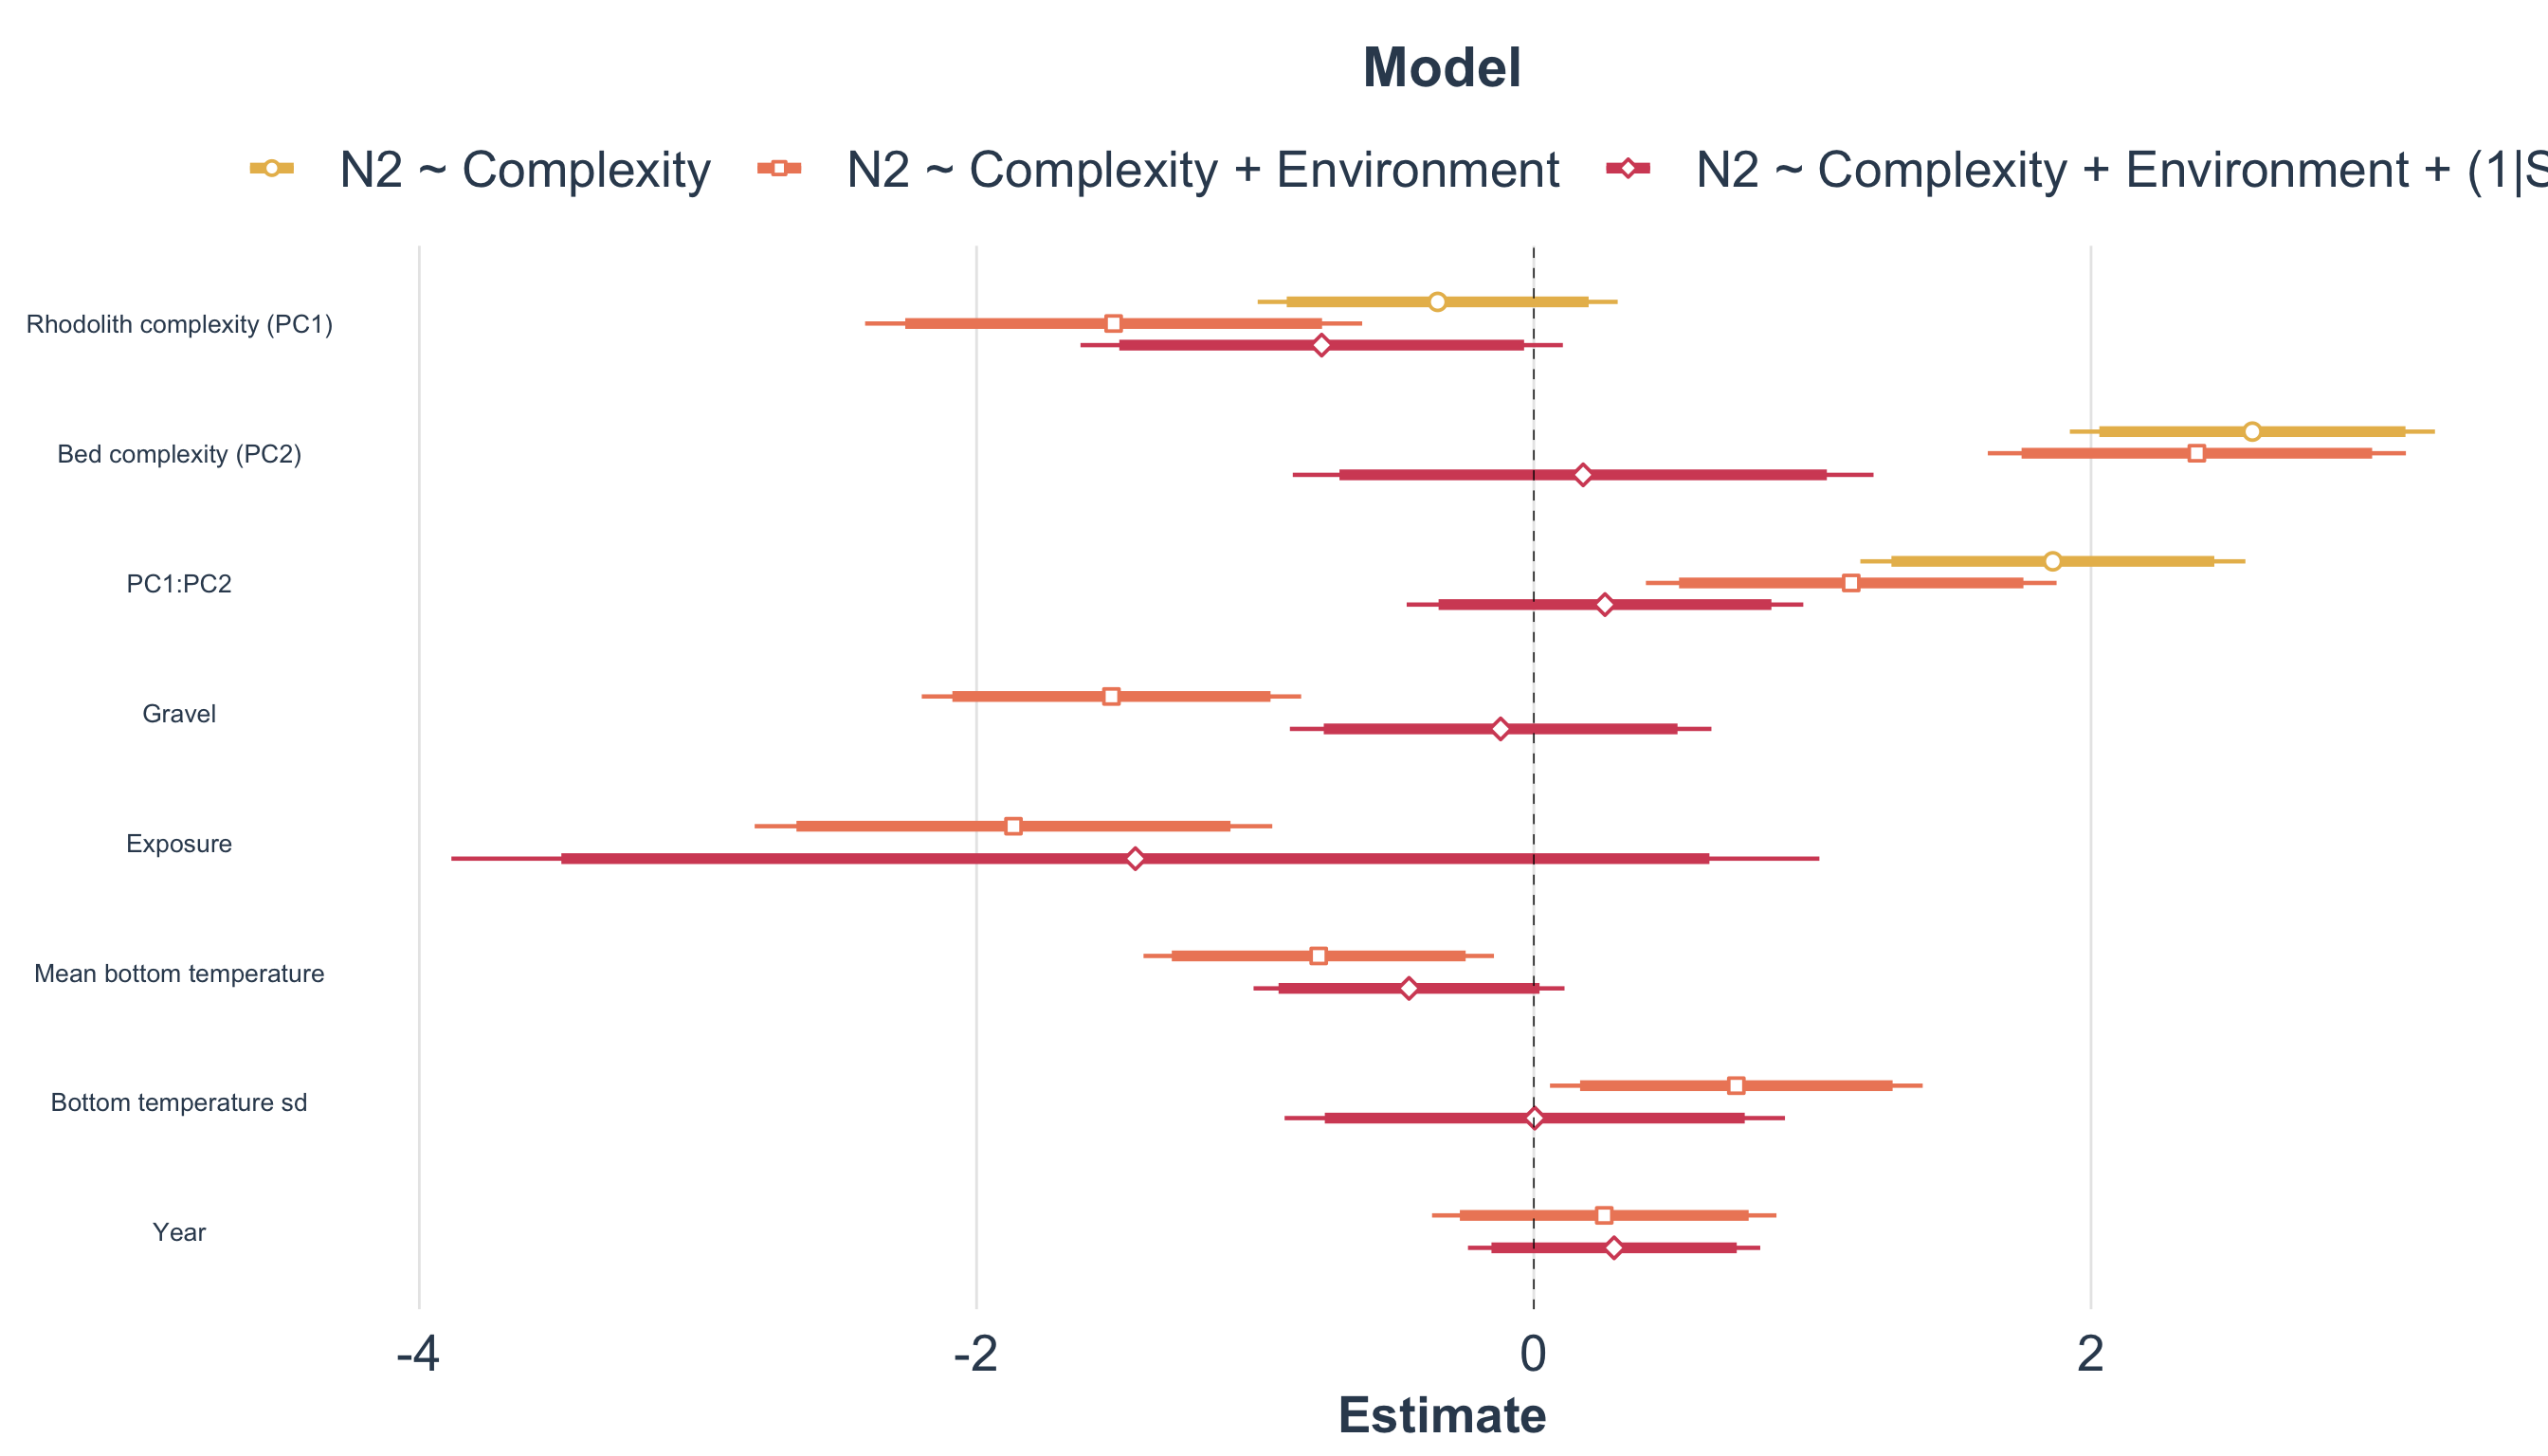 Model
N2 ~ Complexity N2 ~ Complexity + Environment N2 ~ Complexity + Environment + (1|S
Rhodolith complexity (PC1)
Bed complexity (PC2)
PC1:PC2
Gravel
Exposure
Mean bottom temperature
Bottom temperature sd
Year
-4 -2 0 2
Estimate